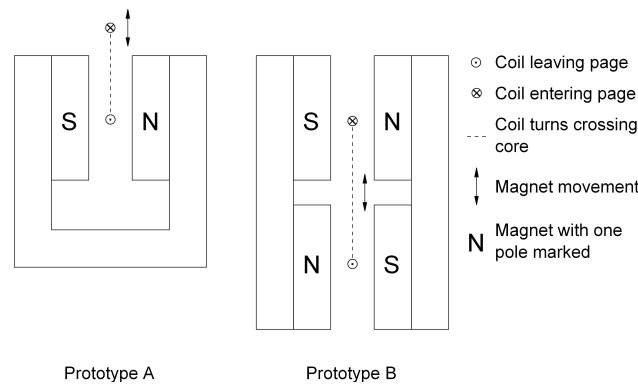 S
N
S
N
N
S
Coil leaving page
Coil entering page
Coil turns crossing
core
Magnet movement
N
Magnet with one
pole marked
Prototype A
Prototype B